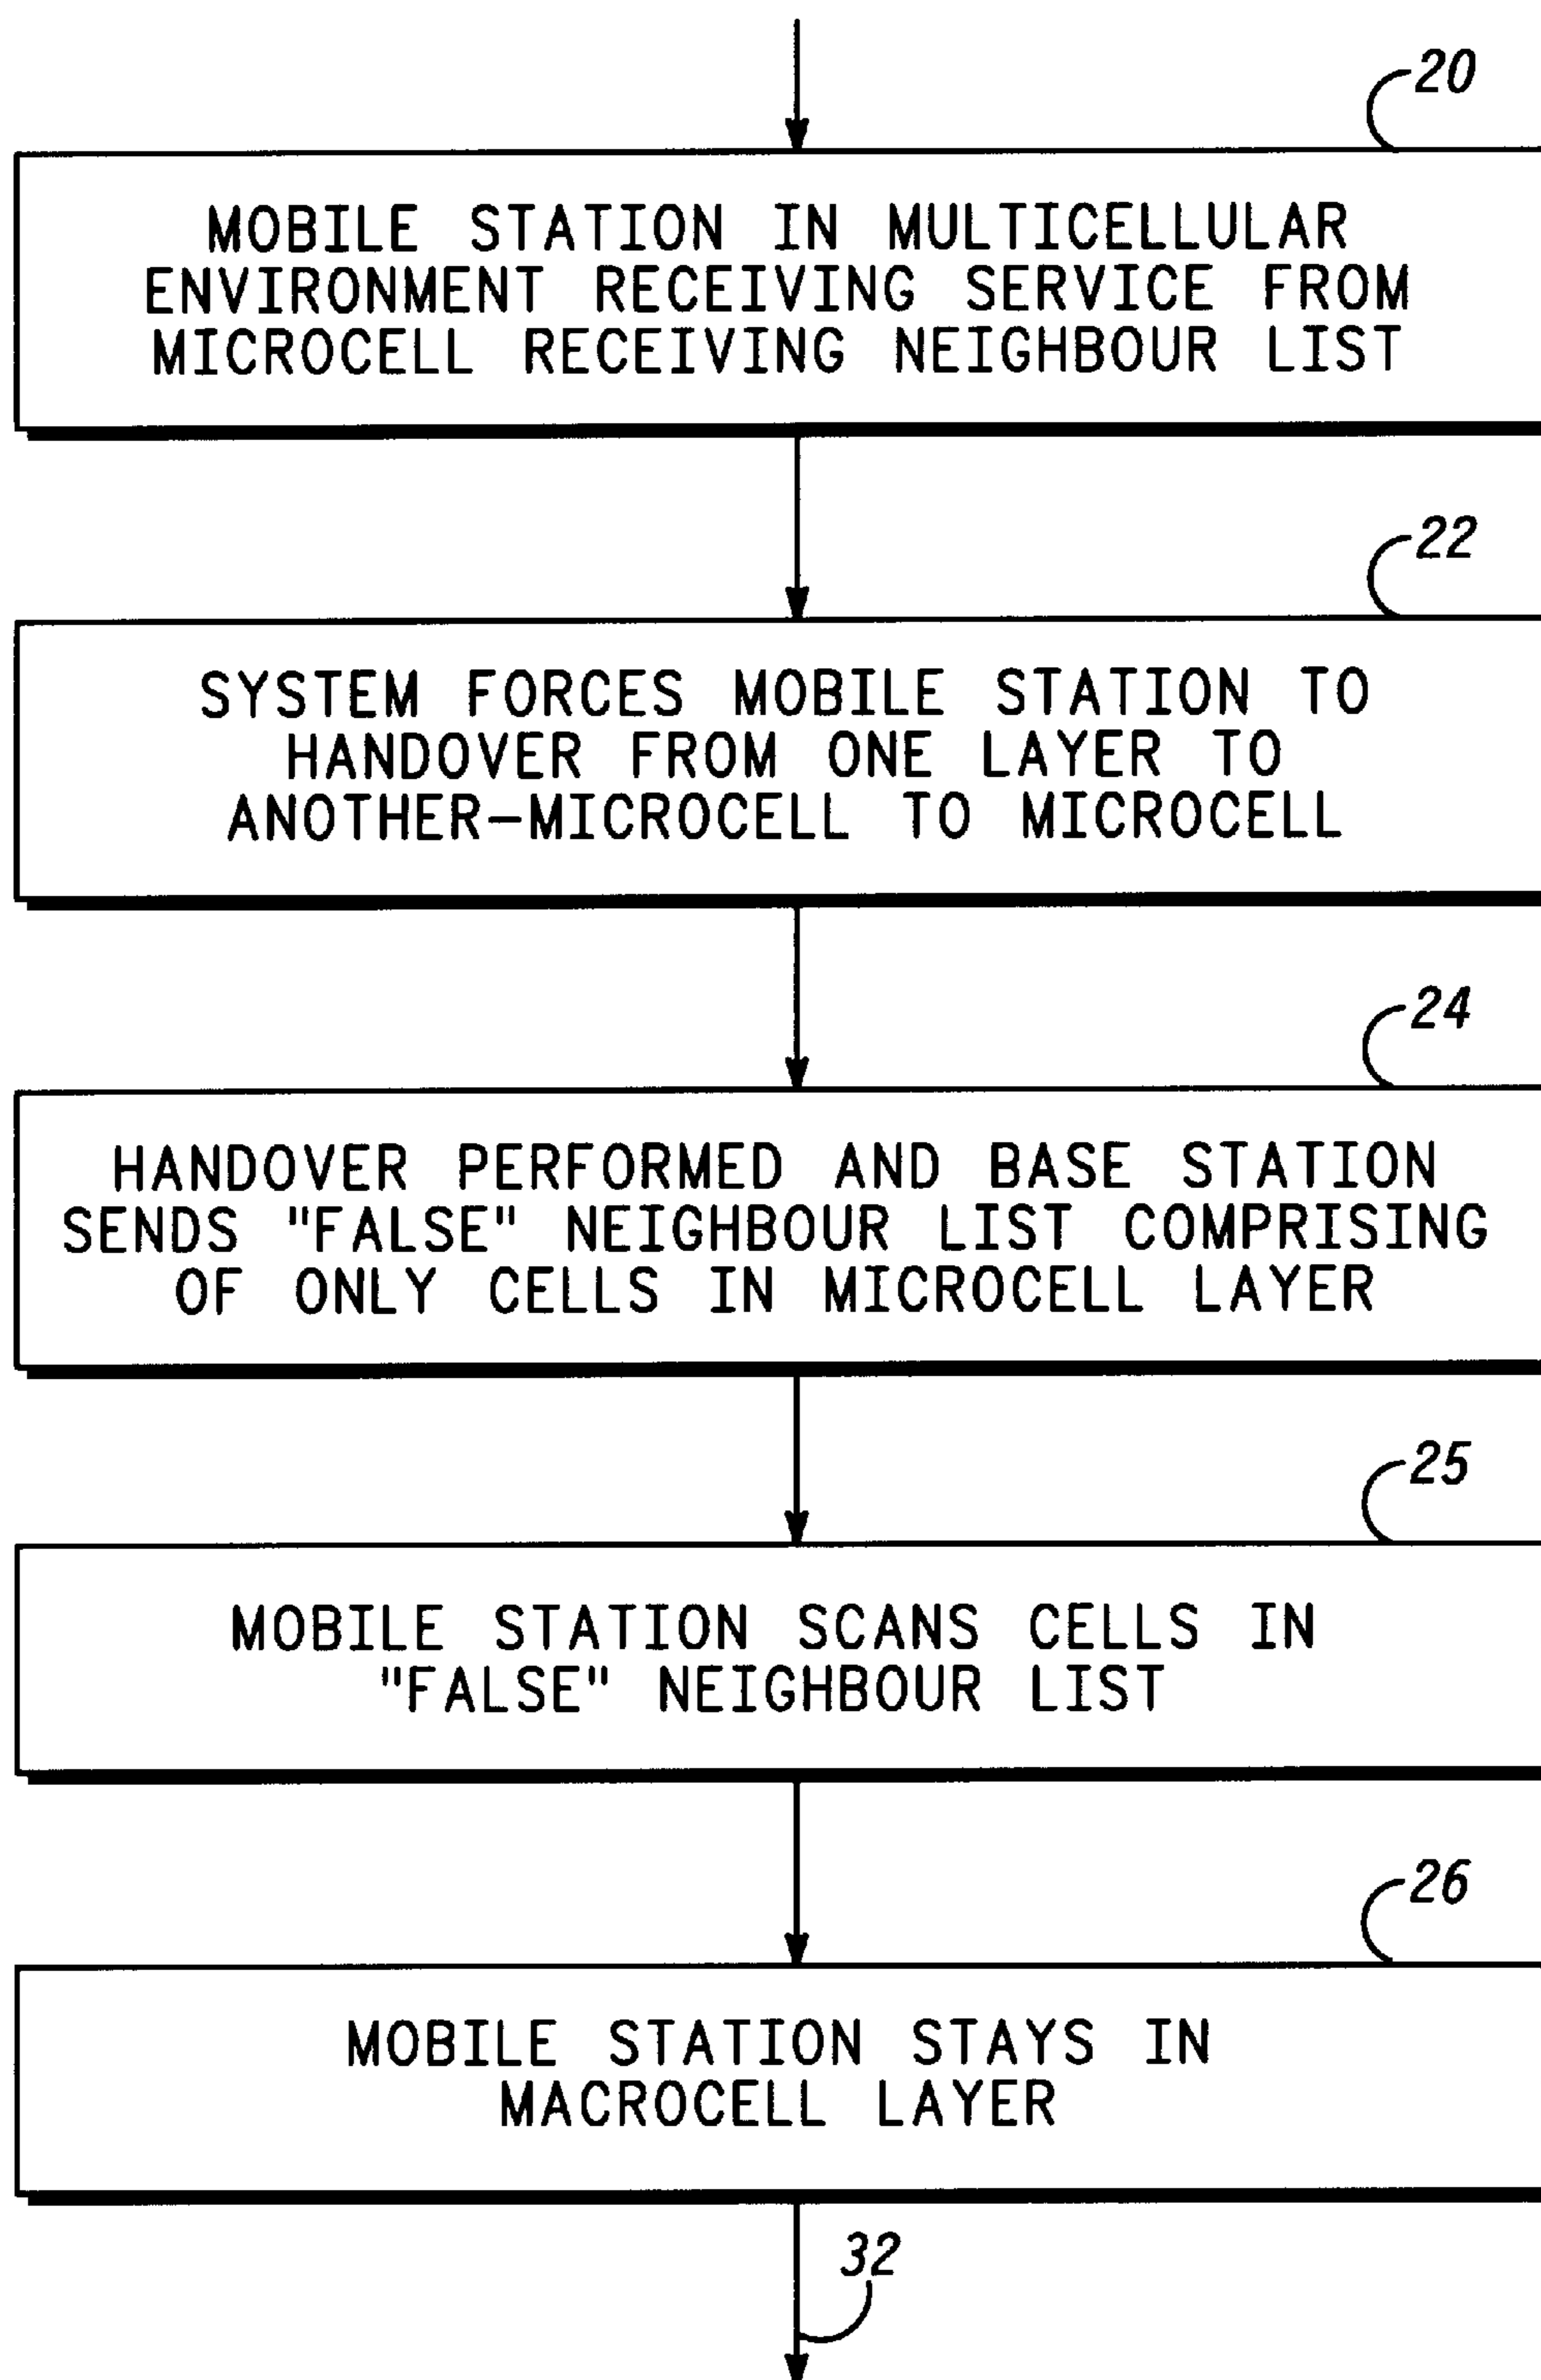 20
MOBILE STATION IN MULTICELLULAR
ENVIRONMENT RECEIVING SERVICE FROM
MICROCELL RECEIVING NEIGHBOUR LIST
22
SYSTEM FORCES MOBILE STATION TO
HANDOVER FROM ONE LAYER TO
ANOTHER-MICROCELL TO MICROCELL
24
HANDOVER PERFORMED AND BASE STATION
SENDS "FALSE" NEIGHBOUR LIST COMPRISING
OF ONLY CELLS IN MICROCELL LAYER
25
MOBILE STATION SCANS CELLS IN
"FALSE" NEIGHBOUR LIST
26
MOBILE STATION STAYS IN
MACROCELL LAYER
32